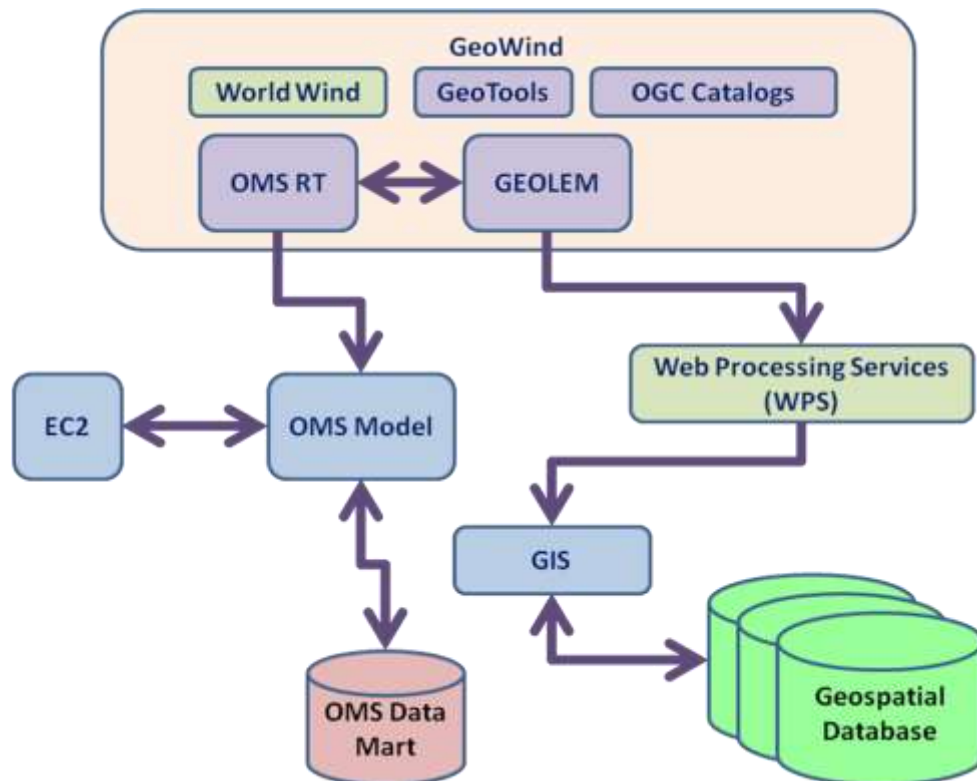 GeoWind
World Wind
GeoTools
OGC Catalogs
OMS RT
GEOLEM
Web Processing Services
(WPS)
EC2
OMS Model
GIS
OMS Data
Mart
Geospatial
Database